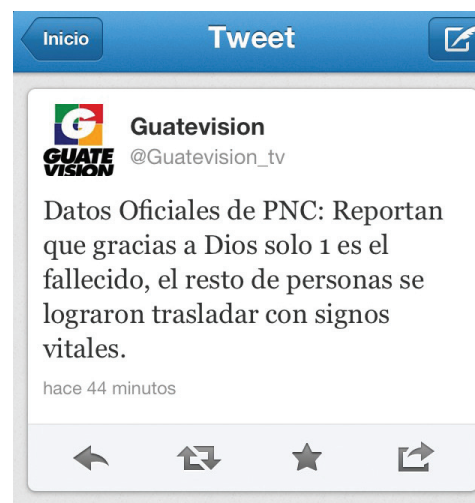 Inicio
Tweet
G
GUATE
VISION
Guatevision
@Guatevision_tv
Datos Oficiales de PNC: Reportan
que gracias a Dios solo 1 es el
fallecido, el resto de personas se
lograron trasladar con signos
vitales.
hace 44 minutos